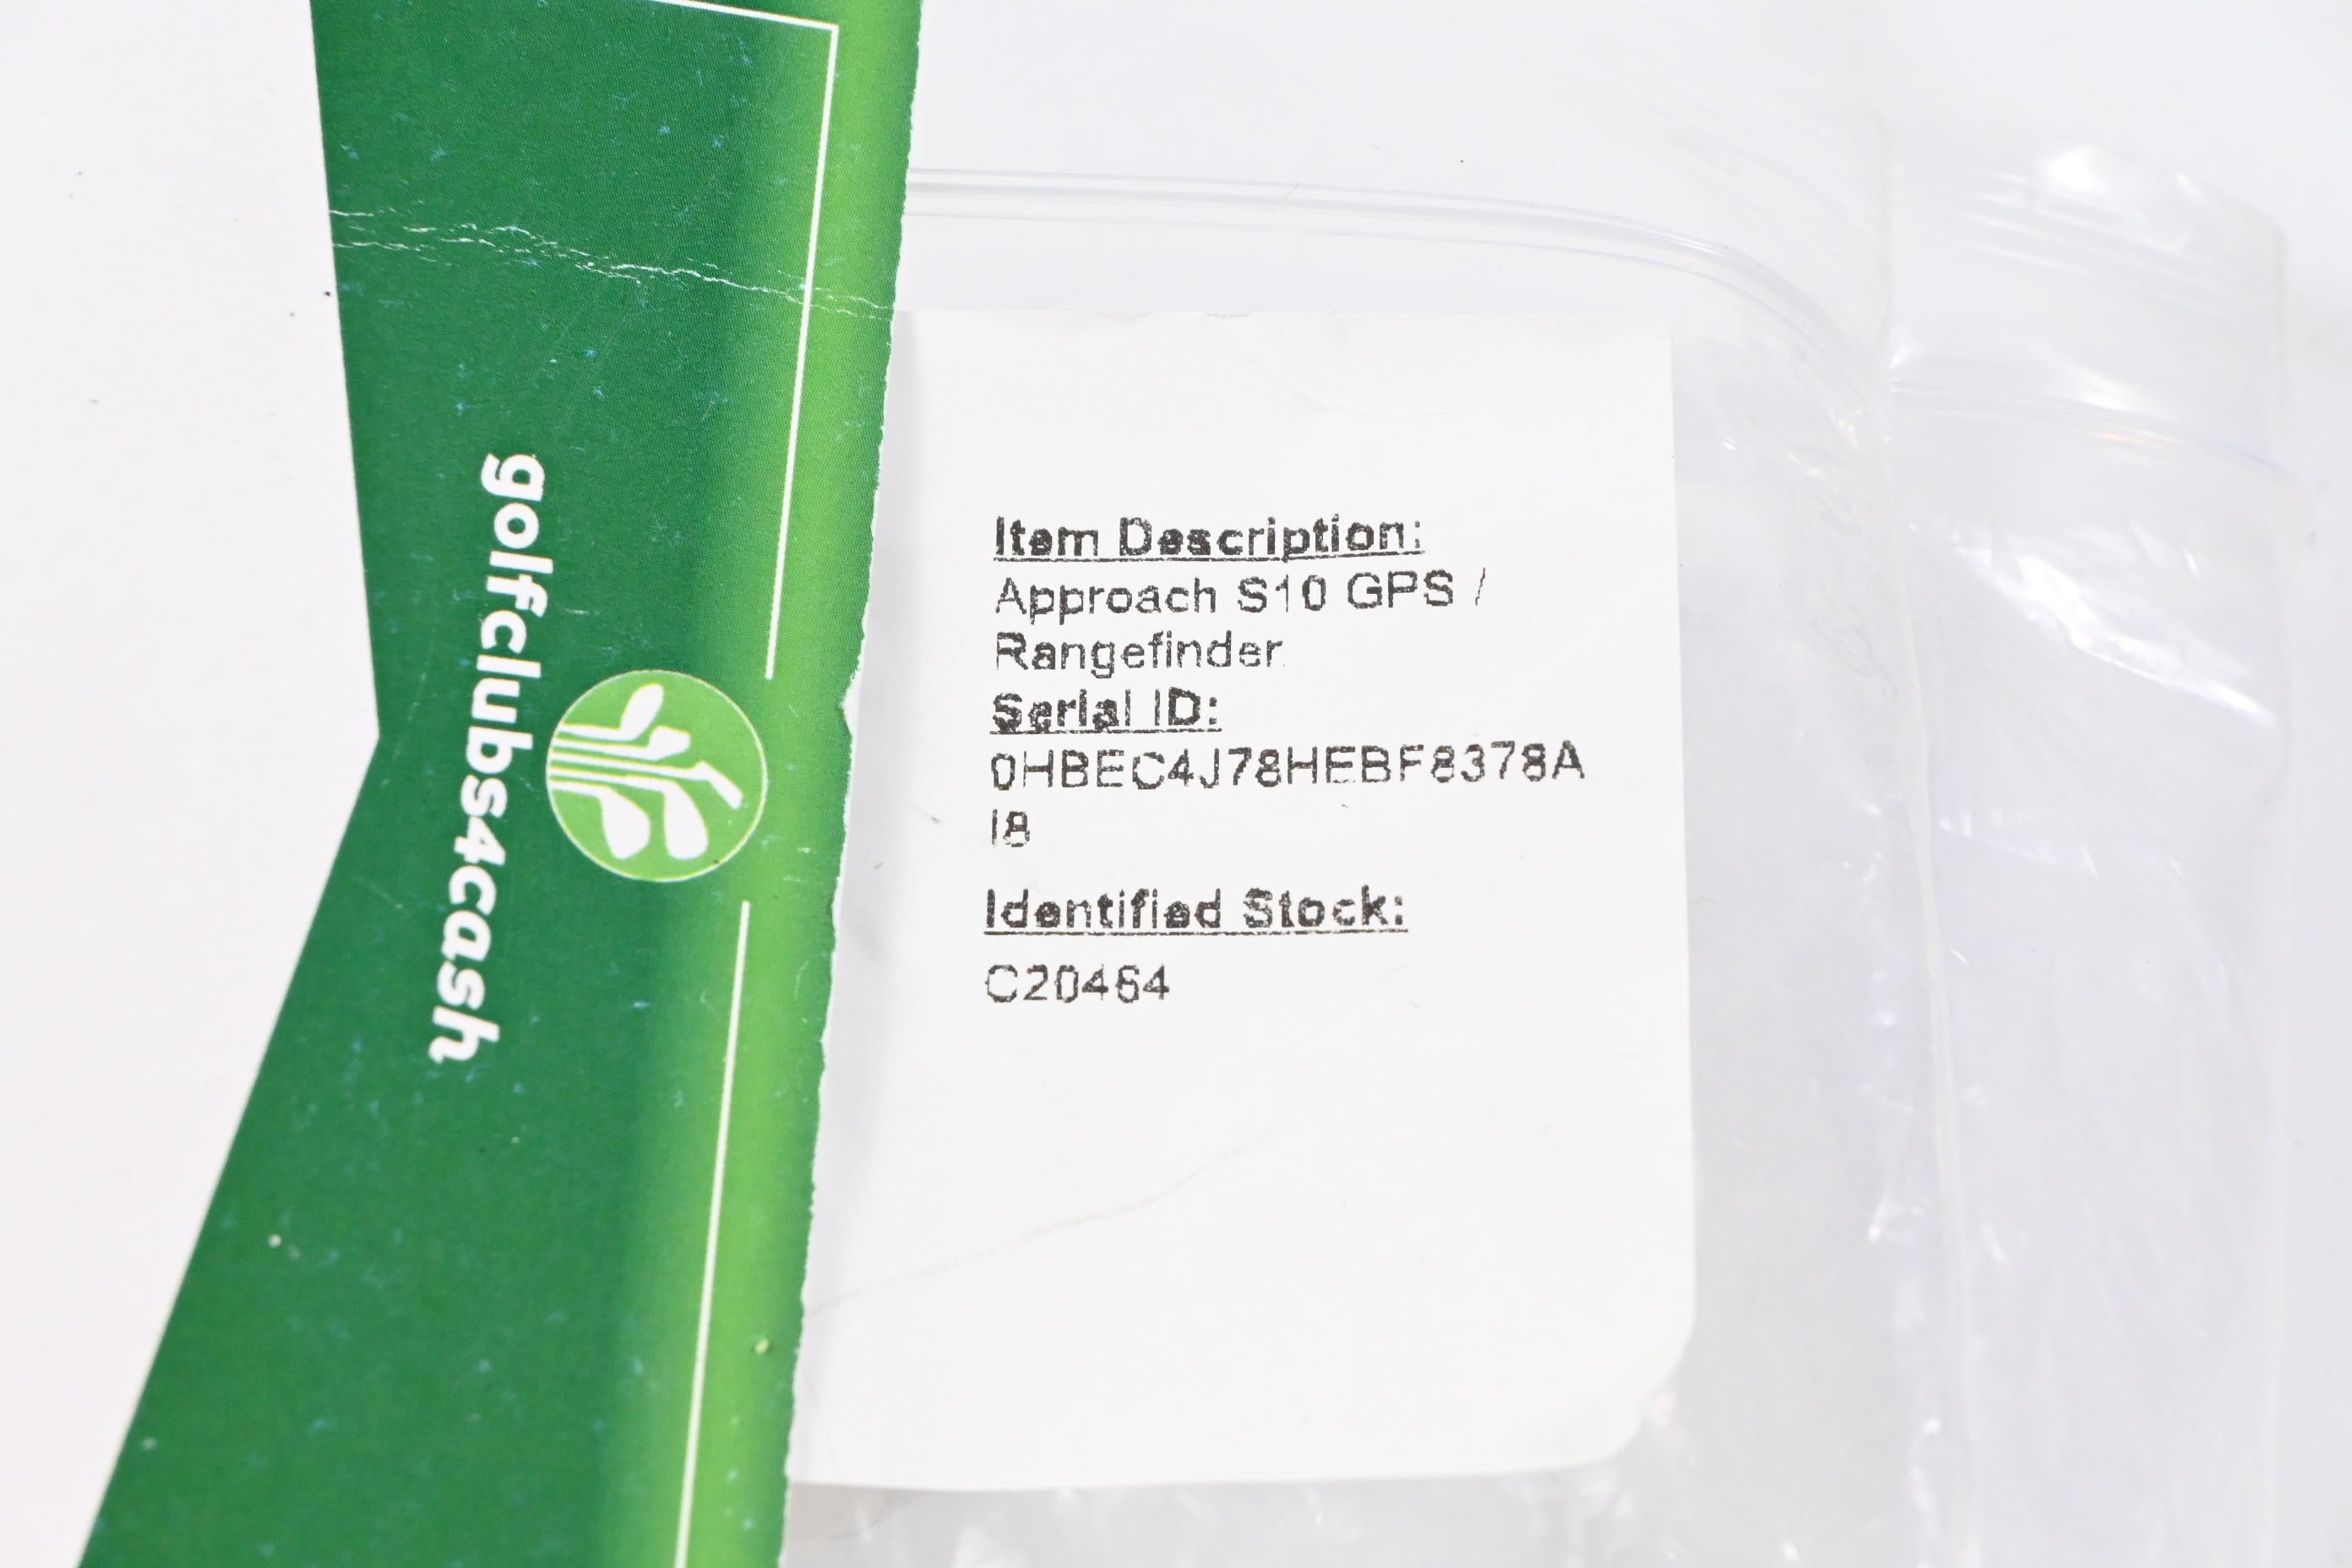 golfclubs4cash
Item Description:
Approach S10 GPS /
Rangefinder
Serial ID:
0HBEC4J78HEBF8378A
I8
Identified Stock:
C20464